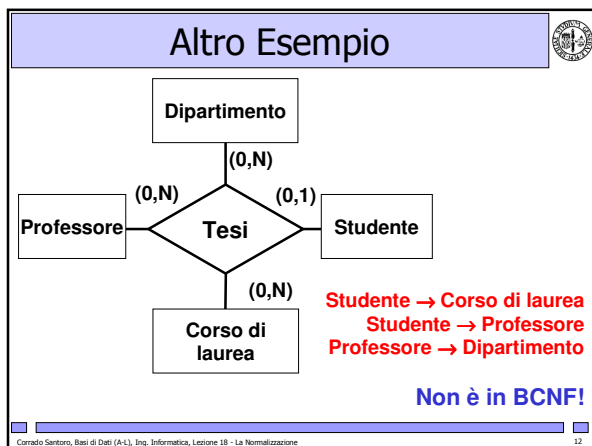 Altro Esempio
Dipartimento
(0,N)
(0,N)
(0,1)
Professore
Tesi
Studente
(0,N)
Corso di
laurea
Studente → Corso di laurea
Studente → Professore
Professore → Dipartimento
Non è in BCNF!
Corrado Santoro, Basi di Dati (A-L), Ing. Informatica, Lezione 18 - La Normalizzazione
12